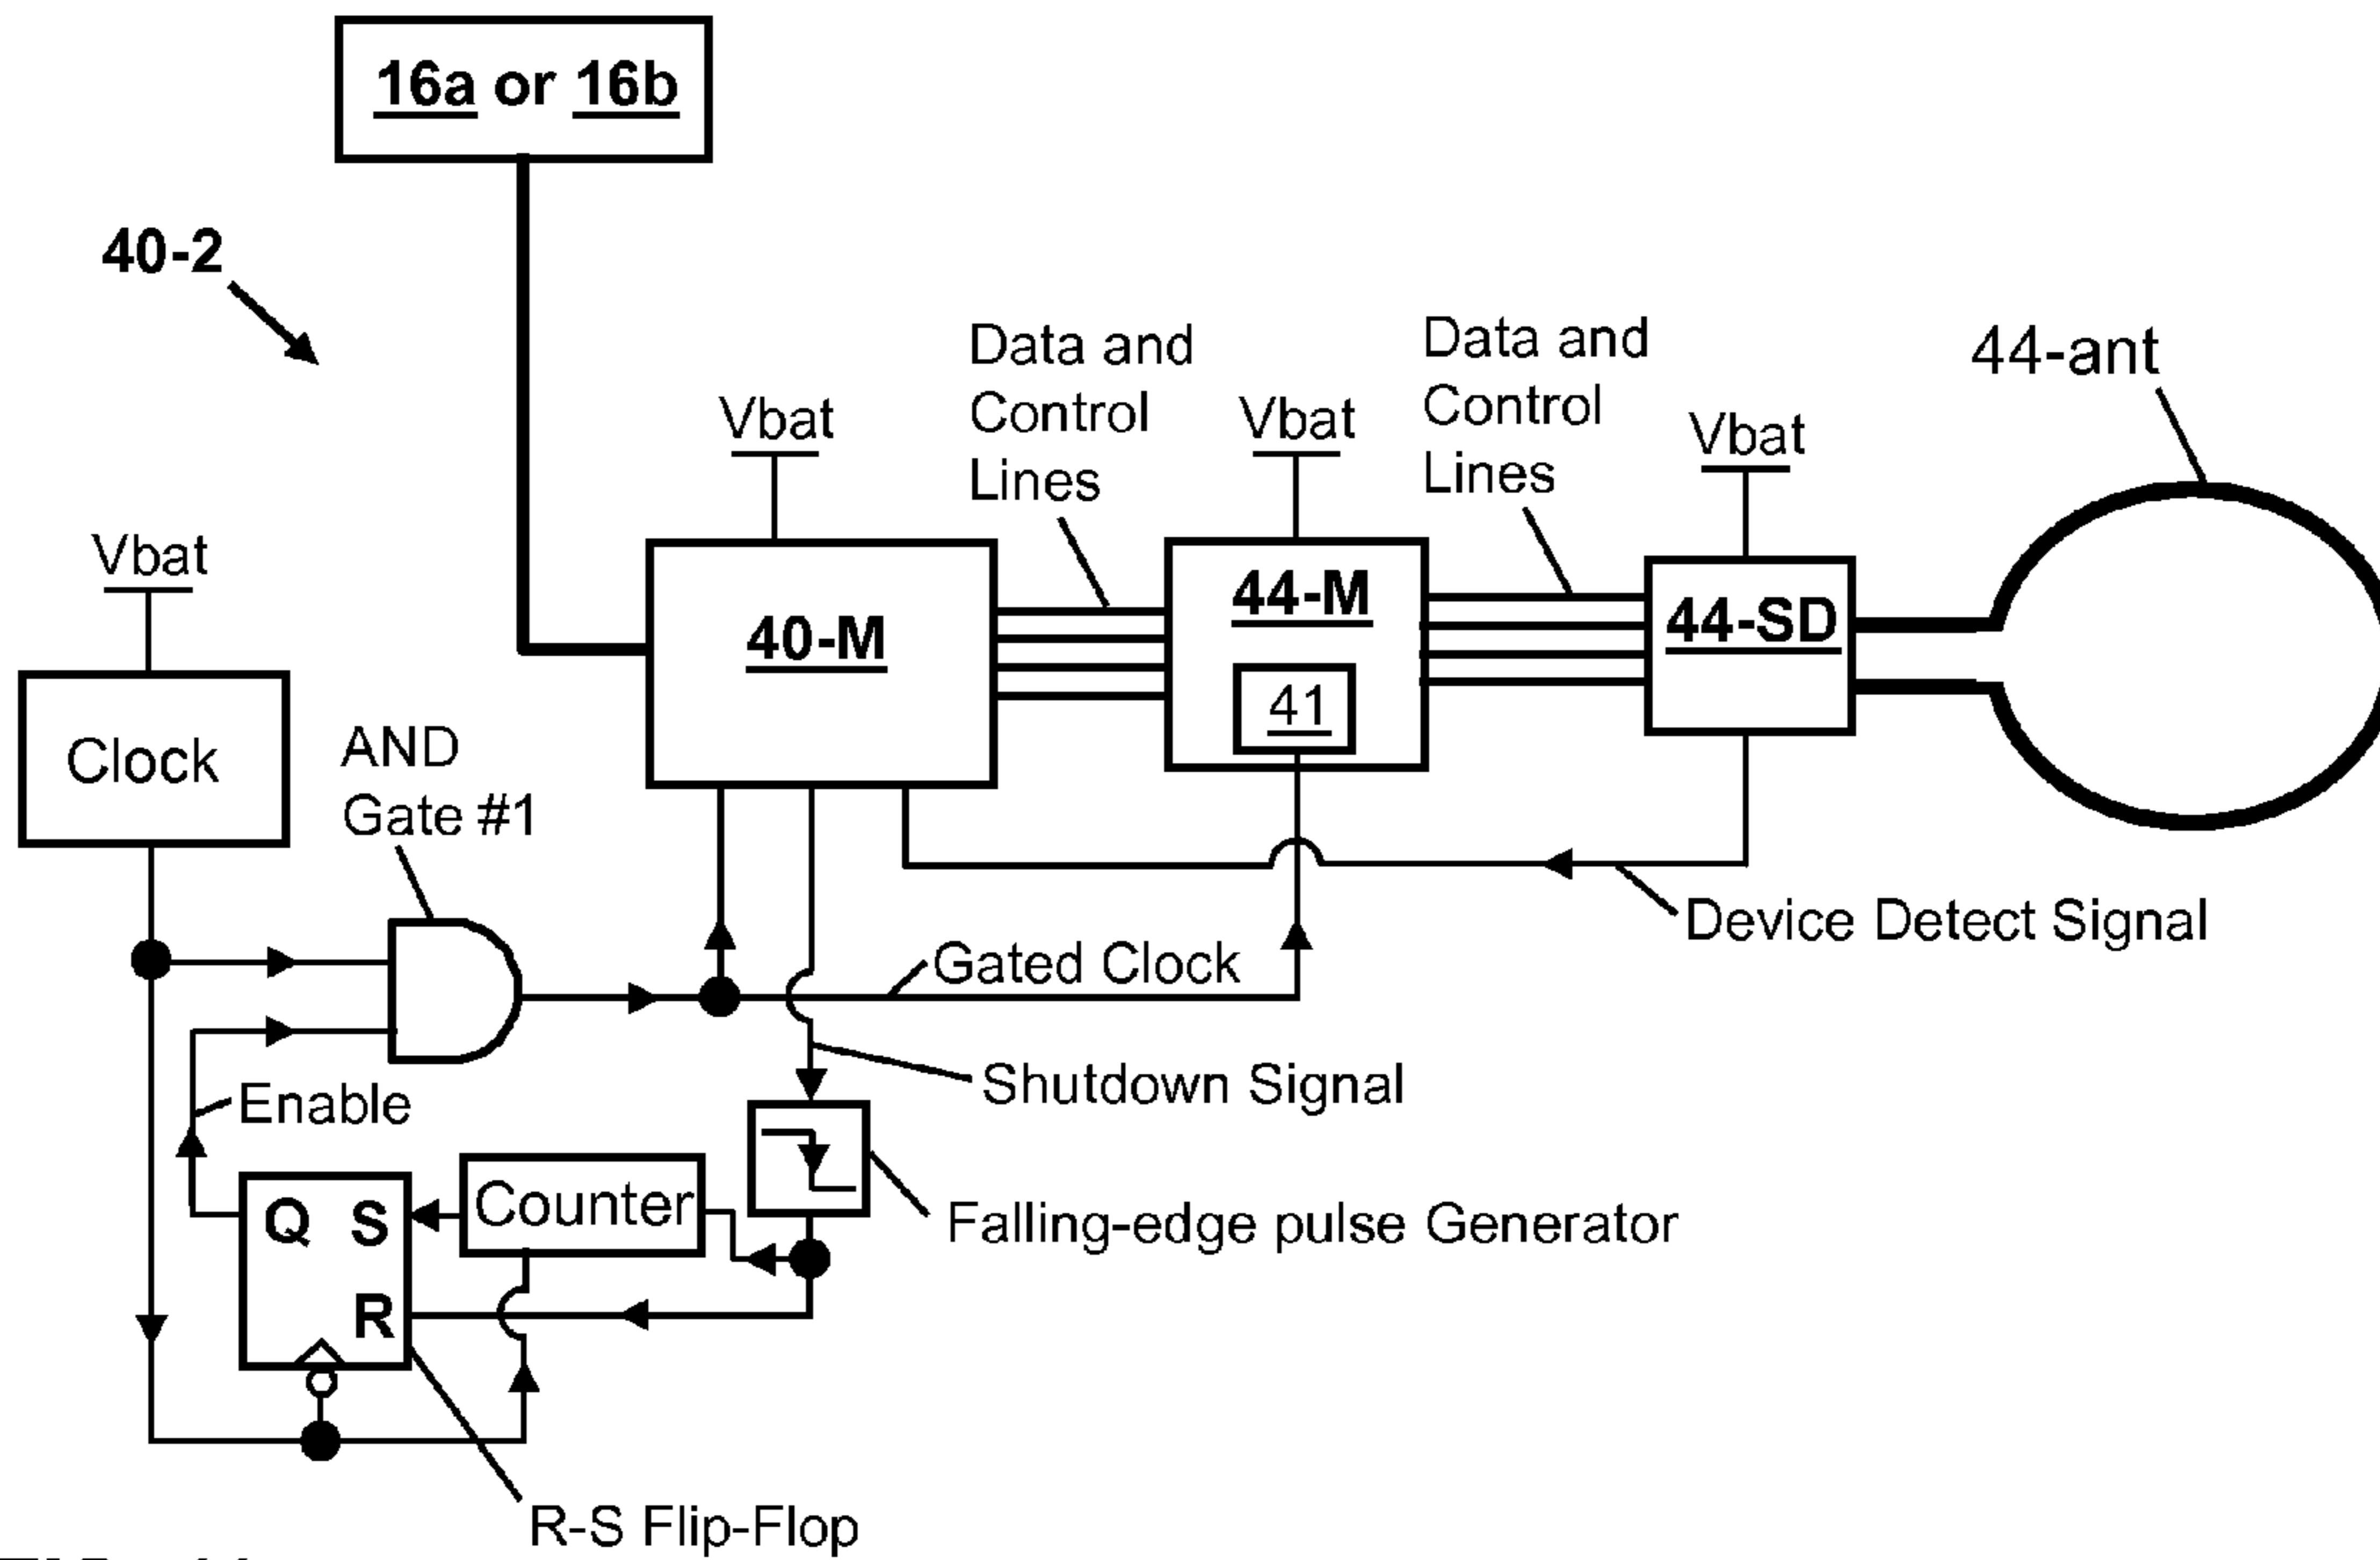 16a or 16b
40-2
Data and
Control
Lines
Data and
Control
Lines
44-ant
Vbat
Vbat
Vbat
Vbat
44-M
44-SD
40-M
41
Clock
AND
Gate #1
Device Detect Signal
Gated Clock
Shutdown Signal
Enable
Q
S
Counter
Falling-edge pulse Generator
R
R-S Flip-Flop